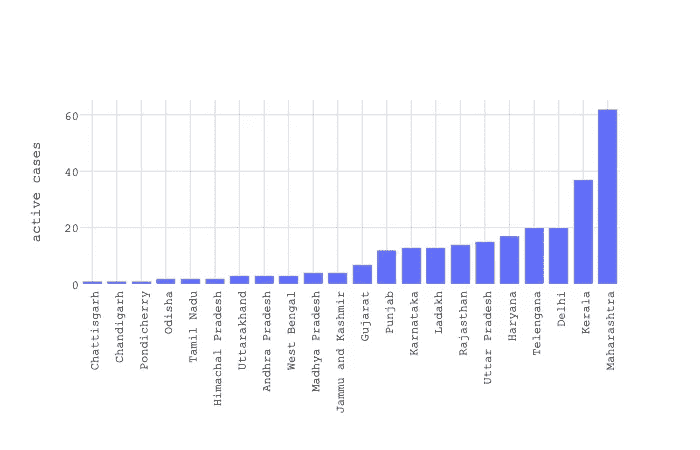 active cases
60
40
20
0
Chattisgarh
Chandigarh
Pondicherry
Odisha
Tamil Nadu
Himachal Pradesh
Uttarakhand
Andhra Pradesh
West Bengal
Madhya Pradesh
Jammu and Kashmir
Gujarat
Punjab
Karnataka
Ladakh
Rajasthan
Uttar Pradesh
Haryana
Telengana
Delhi
Kerala
Maharashtra